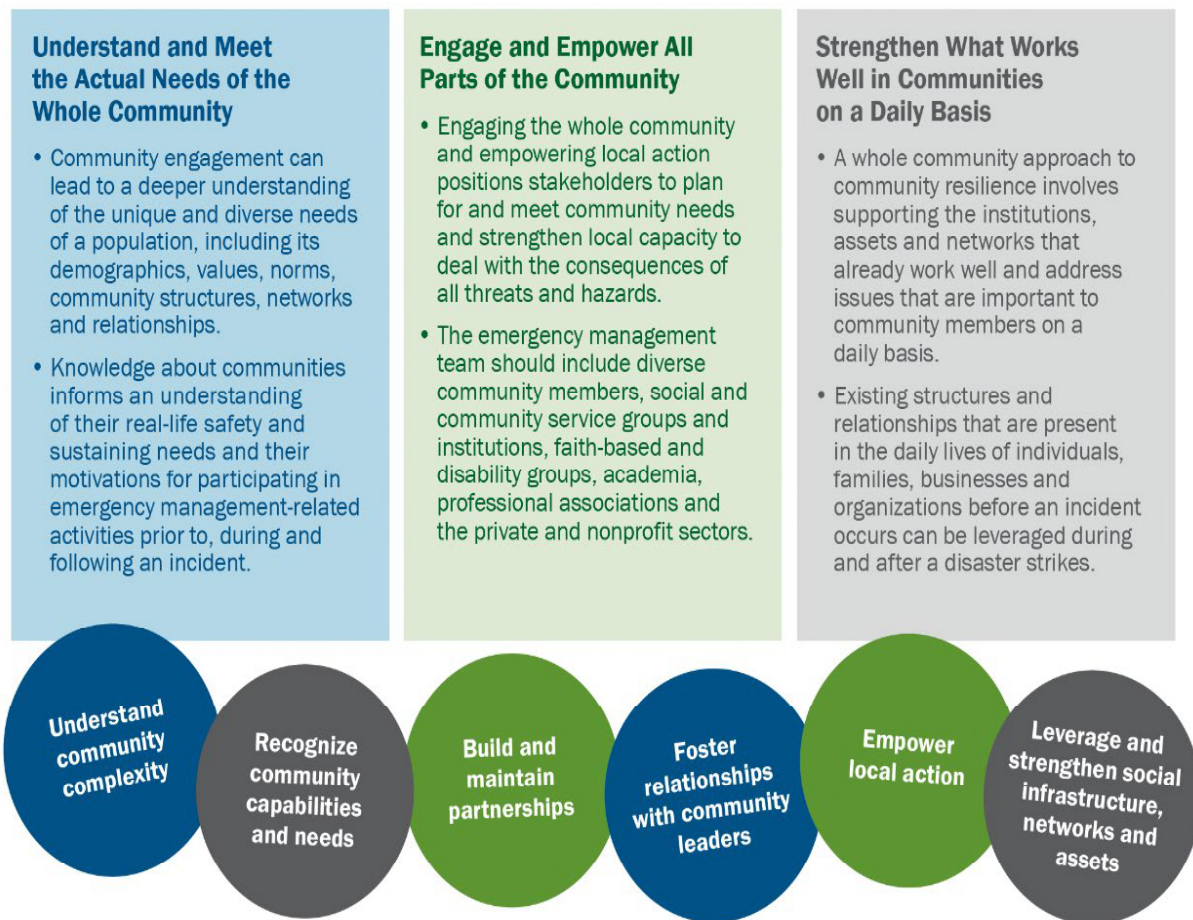 Understand and Meet
the Actual Needs of the
Whole Community
• Community engagement can
lead to a deeper understanding
of the unique and diverse needs
of a population, including its
demographics, values, norms,
community structures, networks
and relationships.
• Knowledge about communities
informs an understanding
of their real-life safety and
sustaining needs and their
motivations for participating in
emergency management-related
activities prior to, during and
following an incident.
Engage and Empower All
Parts of the Community
• Engaging the whole community
and empowering local action
positions stakeholders to plan
for and meet community needs
and strengthen local capacity to
deal with the consequences of
all threats and hazards.
• The emergency management
team should include diverse
community members, social and
community service groups and
institutions, faith-based and
disability groups, academia,
professional associations and
the private and nonprofit sectors.
Strengthen What Works
Well in Communities
on a Daily Basis
• A whole community approach to
community resilience involves
supporting the institutions,
assets and networks that
already work well and address
issues that are important to
community members on a
daily basis.
• Existing structures and
relationships that are present
in the daily lives of individuals,
families, businesses and
organizations before an incident
occurs can be leveraged during
and after a disaster strikes.
Understand
community
complexity
Recognize
community
capabilities
and needs
Build and
maintain
partnerships
Foster
relationships
with community
leaders
Empower
local action
Leverage and
strengthen social
infrastructure,
networks and
assets